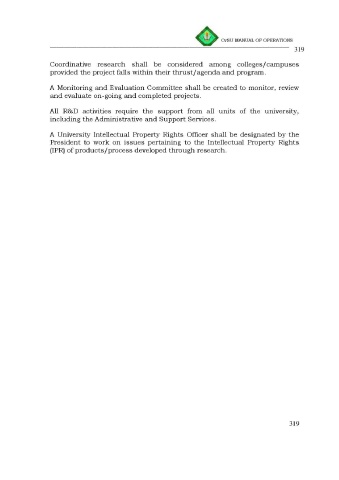 CvSU MANUAL OF OPERATIONS
319
Coordinative research shall be considered among colleges/campuses
provided the project falls within their thrust/agenda and program.
A Monitoring and Evaluation Committee shall be created to monitor, review
and evaluate on-going and completed projects.
All R&D activities require the support from all units of the university,
including the Administrative and Support Services.
A University Intellectual Property Rights Officer shall be designated by the
President to work on issues pertaining to the Intellectual Property Rights
(IPR) of products/process developed through research.
319